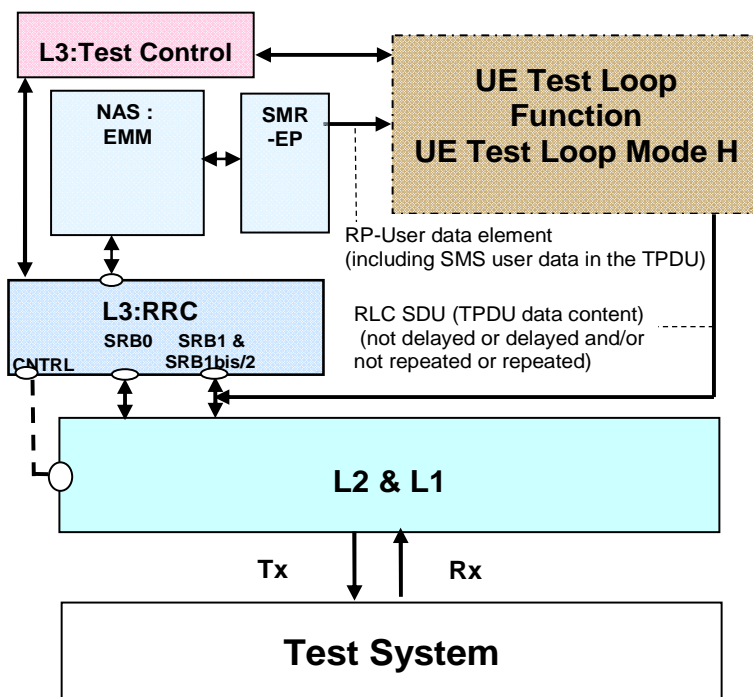 L3:Test Control
UE Test Loop
Function
UE Test Loop Mode H
NAS :
EMM
SMR
-EP
RP-User data element
(including SMS user data in the TPDU)
L3:RRC
SRB0
SRB1 &
SRB1bis/2
CNTRL
RLC SDU (TPDU data content)
(not delayed or delayed and/or
not repeated or repeated)
L2 & L1
Tx
Rx
Test System